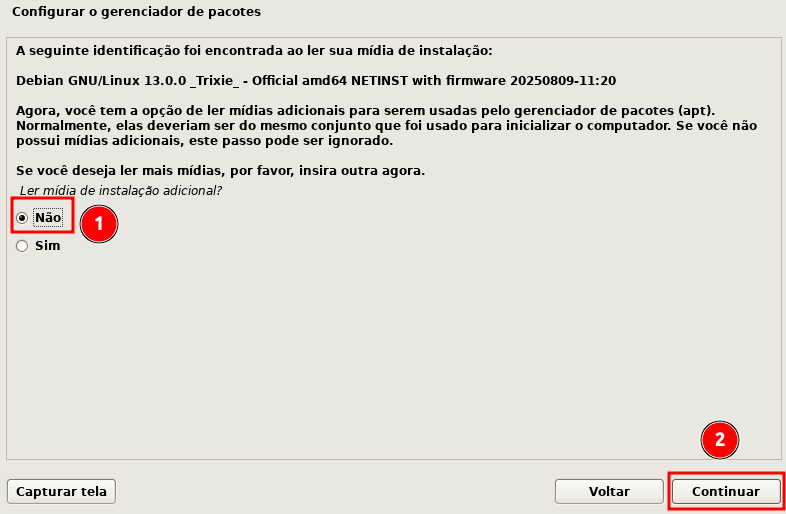 Configurar o gerenciador de pacotes
A seguinte identificação foi encontrada ao ler sua mídia de instalação:
Debian GNU/Linux 13.0.0 _Trixie_ - Official amd64 NETINST with firmware 20250809-11:20
Agora, você tem a opção de ler mídias adicionais para serem usadas pelo gerenciador de pacotes (apt).
Normalmente, elas deveriam ser do mesmo conjunto que foi usado para inicializar o computador. Se você não
possui mídias adicionais, este passo pode ser ignorado.
Se você deseja ler mais mídias, por favor, insira outra agora.
Ler mídia de instalação adicional?
Não
1
Sim
2
Capturar tela
Voltar
Continuar